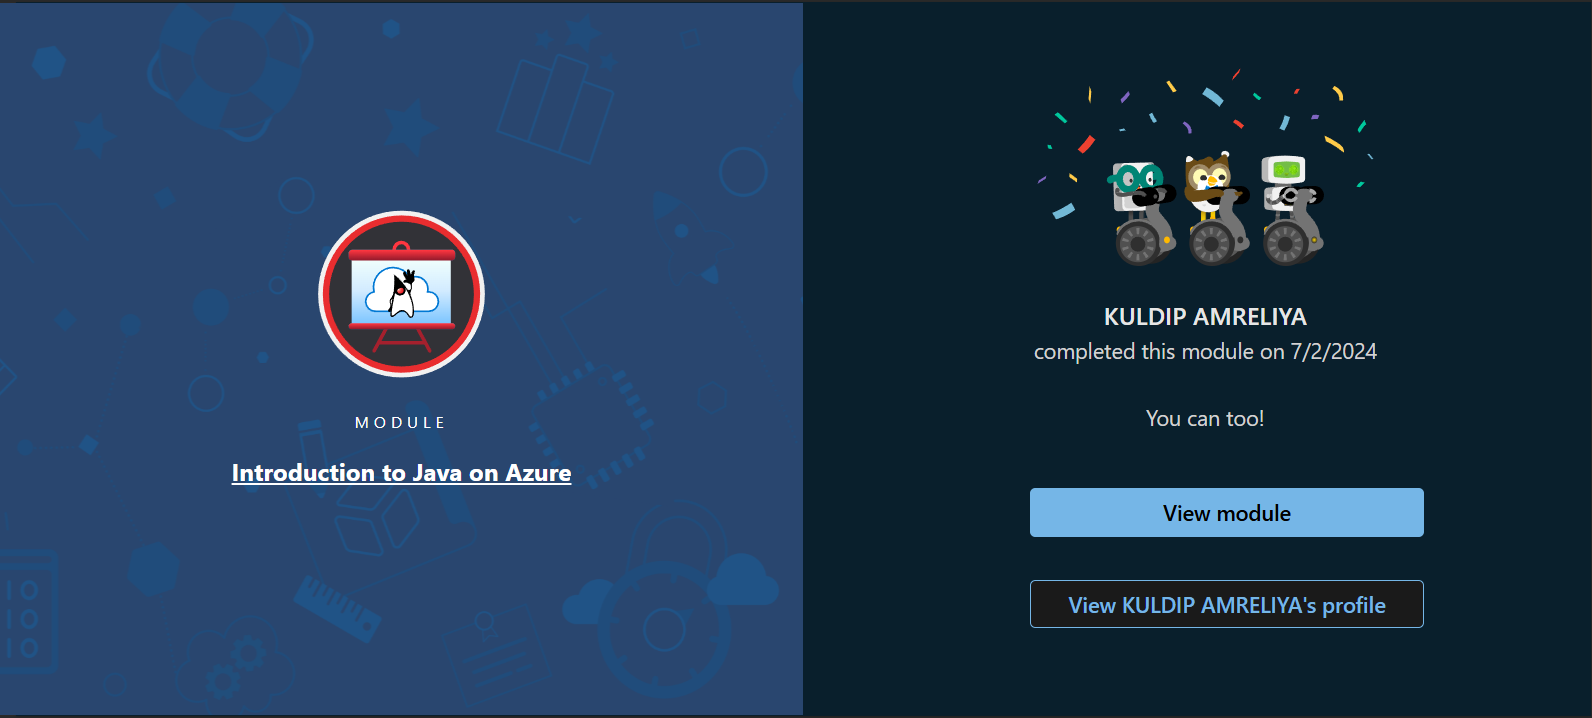 MODULE
Introduction to Java on Azure
KULDIP AMRELIYA
completed this module on 7/2/2024
You can too!
View module
View KULDIP AMRELIYA's profile